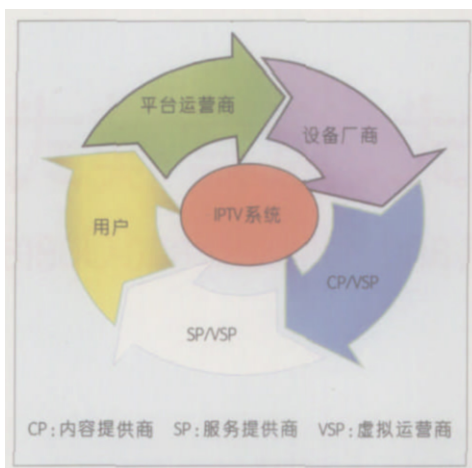 平台运营商
设备厂商
用户
IPTV系统
CP/VSP
SP/VSP
CP:内容提供商 SP:服务提供商 VSP:虚拟运营商